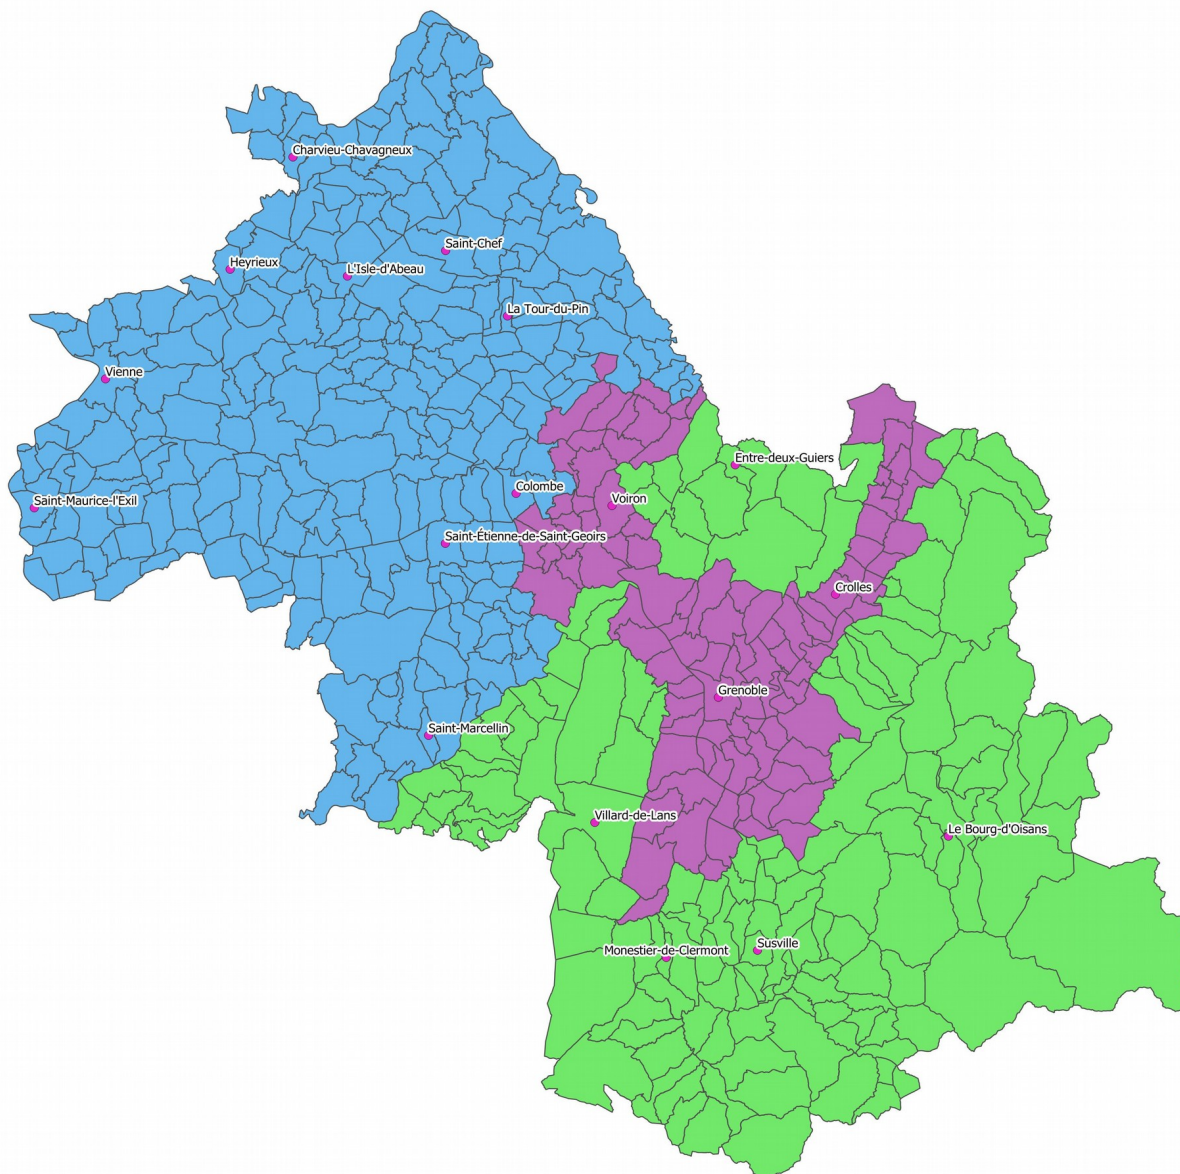 Charvieu-Chavagneux
Saint-Chef
Heyrieux
L'Isle-d'Abeau
La Tour-du-Pin
Vienne
Entre-deux-Guiers
Colombe
Saint-Maurice-l'Exil
Voiron
Saint-Étienne-de-Saint-Geoirs
Crolles
Grenoble
Saint-Marcellin
Villard-de-Lans
Le Bourg-d'Oisans
Susville
Monestier-de-Clermont